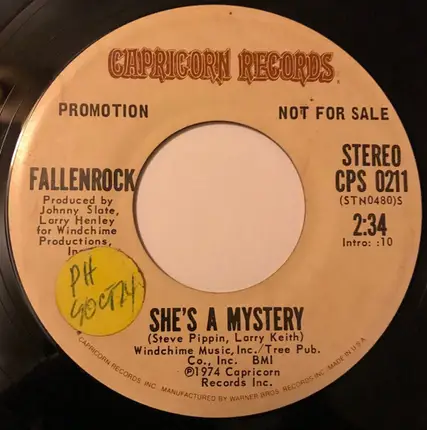 CAPRICORN RECORDS
PROMOTION
NOT FOR SALE
FALLENROCK
Produced by
Johnny Slate,
Larry Henley
for Windchime
Productions,
STEREO
CPS 0211
(STN0480)S
2:34
Intro: :10
PH
9OCT74
SHE'S A MYSTERY
(Steve Pippin, Larry Keith)
Windchime Music, Inc./Tree Pub.
Co., Inc. BMI
℗1974 Capricorn
Records Inc.
CAPRICORN RECORDS INC. MANUFACTURED BY WARNER BROS. RECORDS INC. MADE IN U.S.A.